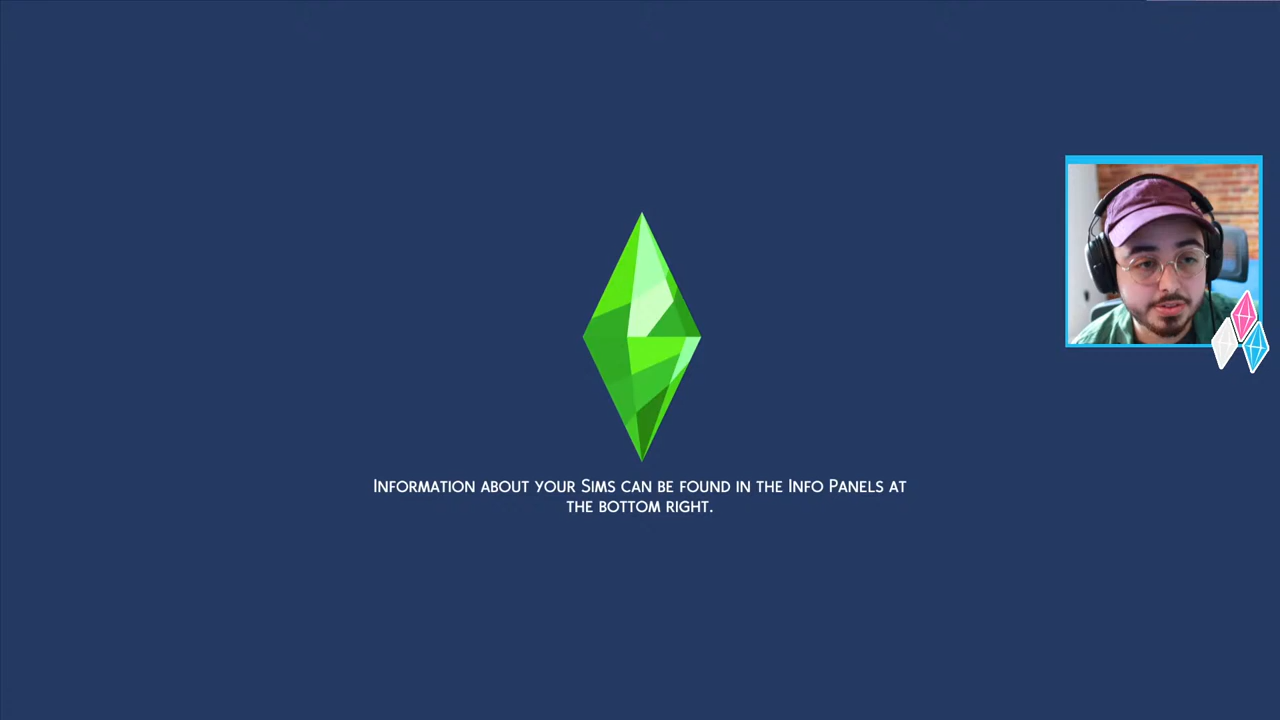 Information about your Sims can be found in the Info Panels at
the bottom right.